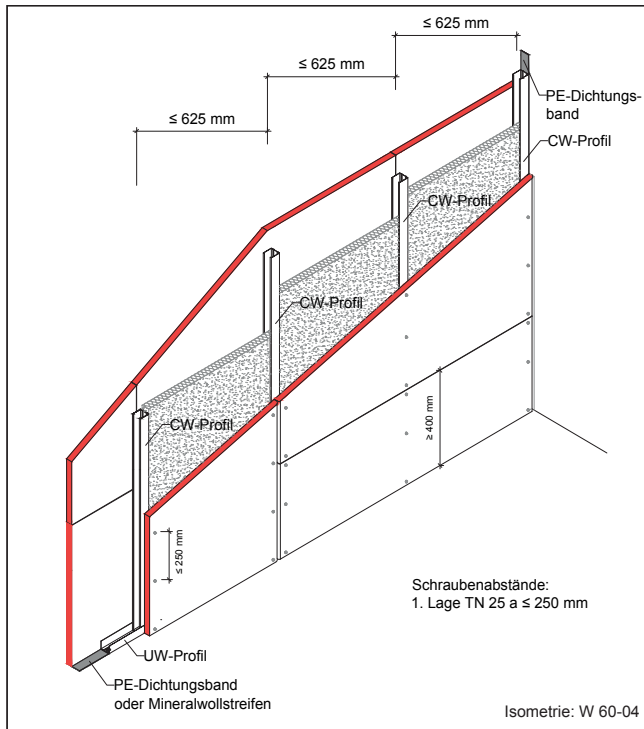 ≤ 625 mm
≤ 625 mm
≤ 625 mm
PE-Dichtungs-
band
CW-Profil
CW-Profil
CW-Profil
CW-Profil
≥ 400 mm
≤ 250 mm
Schraubenabstände:
1. Lage TN 25 a ≤ 250 mm
UW-Profil
PE-Dichtungsband
oder Mineralwollstreifen
Isometrie: W 60-04